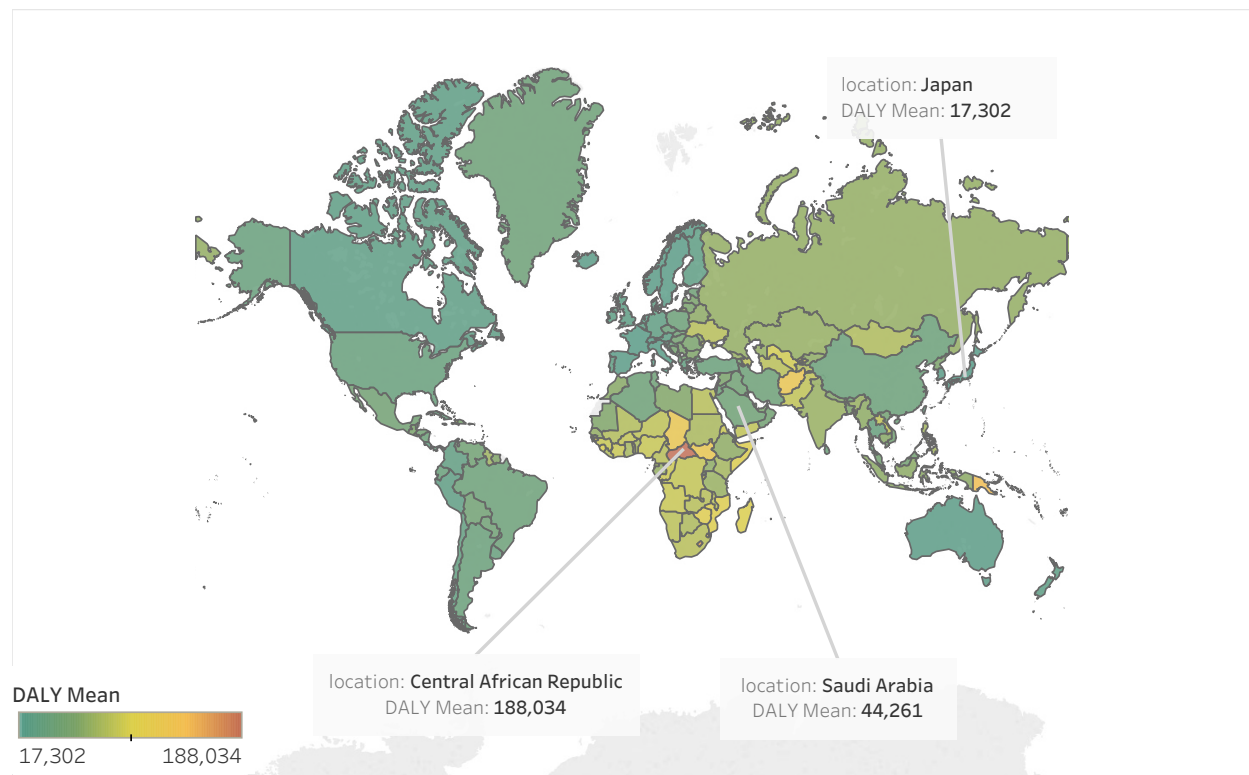 location: Japan
DALY Mean: 17,302
location: Central African Republic
DALY Mean: 188,034
location: Saudi Arabia
DALY Mean: 44,261
DALY Mean
17,302 188,034